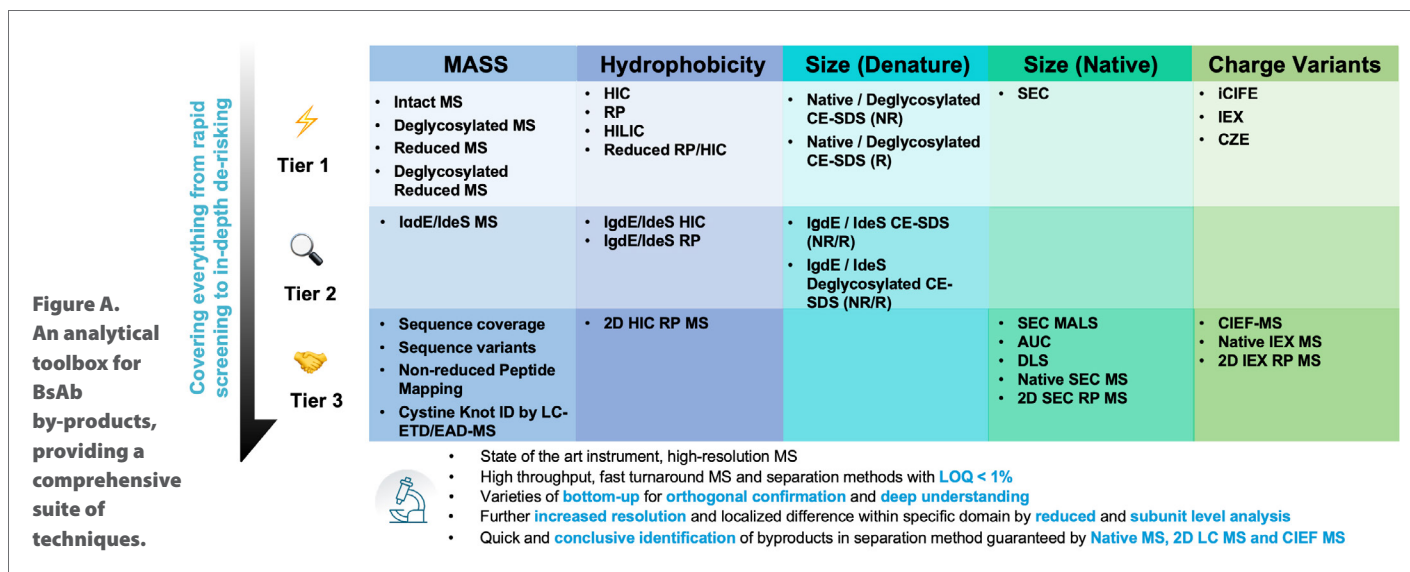 Covering everything from rapid
screening to in-depth de-risking
Figure A.
An analytical
toolbox for
BsAb
by-products,
providing a
comprehensive
suite of
techniques.
MASS
Hydrophobicity
Size (Denature)
Size (Native)
Charge Variants
Tier 1
• Intact MS
• Deglycosylated MS
• Reduced MS
• Deglycosylated
Reduced MS
• HIC
• RP
• HILIC
• Reduced RP/HIC
• Native / Deglycosylated
CE-SDS (NR)
• Native / Deglycosylated
CE-SDS (R)
• SEC
• iCIFE
• IEX
• CZE
Tier 2
• IgdE/IdeS MS
• IgdE/IdeS HIC
• IgdE/IdeS RP
• IgdE / IdeS CE-SDS
(NR/R)
• IgdE / IdeS
Deglycosylated CE-
SDS (NR/R)
Tier 3
• Sequence coverage
• Sequence variants
• Non-reduced Peptide
Mapping
• Cystine Knot ID by LC-
ETD/EAD-MS
• 2D HIC RP MS
• SEC MALS
• AUC
• DLS
• Native SEC MS
• 2D SEC RP MS
• CIEF-MS
• Native IEX MS
• 2D IEX RP MS
• State of the art instrument, high-resolution MS
• High throughput, fast turnaround MS and separation methods with LOQ < 1%
• Varieties of bottom-up for orthogonal confirmation and deep understanding
• Further increased resolution and localized difference within specific domain by reduced and subunit level analysis
• Quick and conclusive identification of byproducts in separation method guaranteed by Native MS, 2D LC MS and CIEF MS